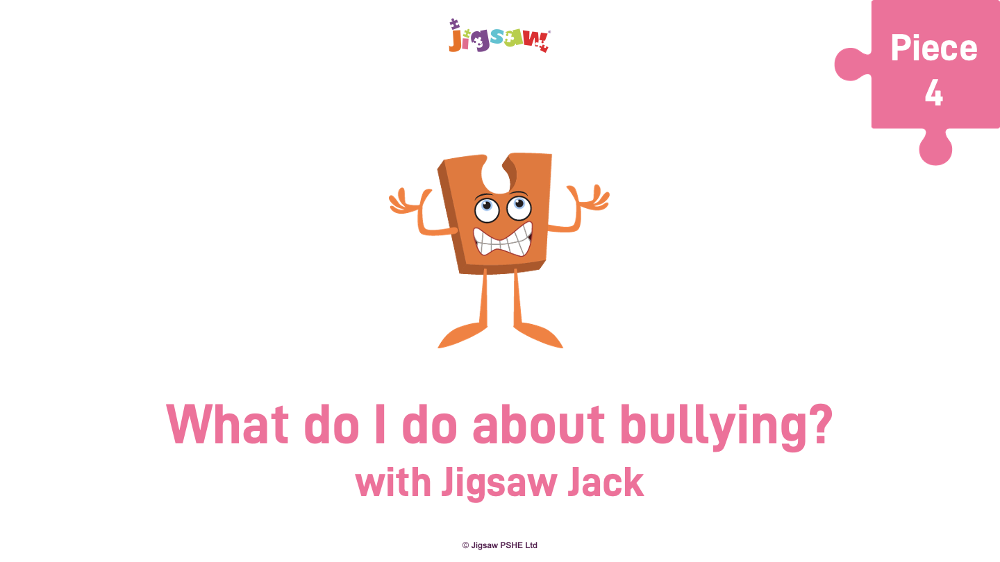 jigsaw®
Piece
4
What do I do about bullying?
with Jigsaw Jack
© Jigsaw PSHE Ltd